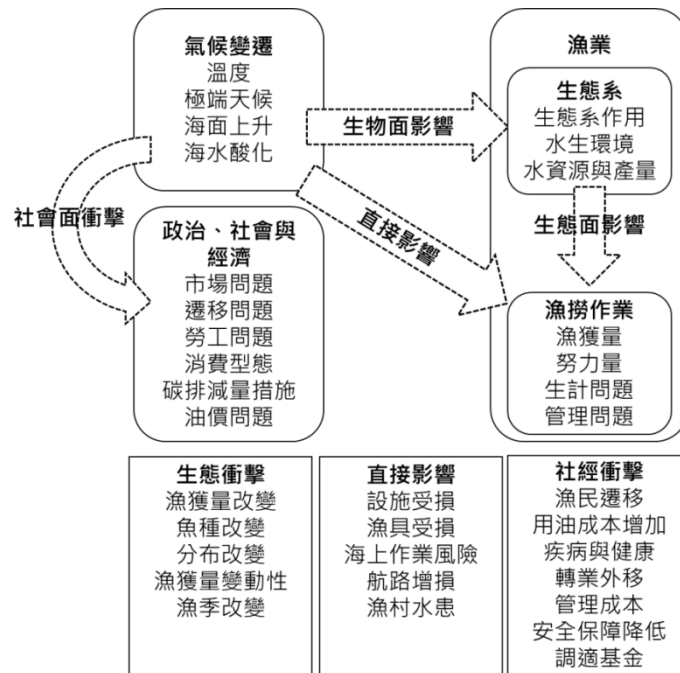 氣候變遷
溫度
極端天候
海面上升
海水酸化
漁業
生態系
生態系作用
水生環境
水資源與產量
生物面影響
社會面衝擊
直接影響
生態面影響
政治、社會與
經濟
市場問題
遷移問題
勞工問題
消費型態
碳排減量措施
油價問題
漁撈作業
漁獲量
努力量
生計問題
管理問題
生態衝擊
漁獲量改變
魚種改變
分布改變
漁獲量變動性
漁季改變
直接影響
設施受損
漁具受損
海上作業風險
航路增損
漁村水患
社經衝擊
漁民遷移
用油成本增加
疾病與健康
轉業外移
管理成本
安全保障降低
調適基金